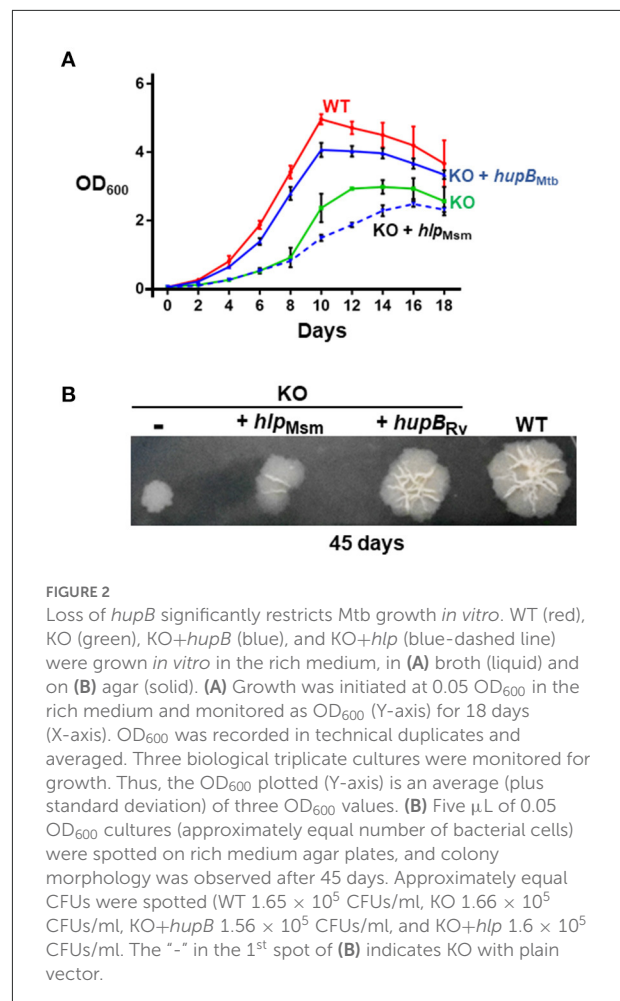 A
6
WT
4
OD600
KO + hupBMtb
2
KO
KO + hlpMsm
0
0 2 4 6 8 10 12 14 16 18
Days
B
KO
- + hlpMsm + hupBRv WT
45 days
FIGURE 2
Loss of hupB significantly restricts Mtb growth in vitro. WT (red),
KO (green), KO+hupB (blue), and KO+hlp (blue-dashed line)
were grown in vitro in the rich medium, in (A) broth (liquid) and
on (B) agar (solid). (A) Growth was initiated at 0.05 OD600 in the
rich medium and monitored as OD600 (Y-axis) for 18 days
(X-axis). OD600 was recorded in technical duplicates and
averaged. Three biological triplicate cultures were monitored for
growth. Thus, the OD600 plotted (Y-axis) is an average (plus
standard deviation) of three OD600 values. (B) Five µL of 0.05
OD600 cultures (approximately equal number of bacterial cells)
were spotted on rich medium agar plates, and colony
morphology was observed after 45 days. Approximately equal
CFUs were spotted (WT 1.65 × 10⁵ CFUs/ml, KO 1.66 × 10⁵
CFUs/ml, KO+hupB 1.56 × 10⁵ CFUs/ml, and KO+hlp 1.6 × 10⁵
CFUs/ml. The “-” in the 1st spot of (B) indicates KO with plain
vector.